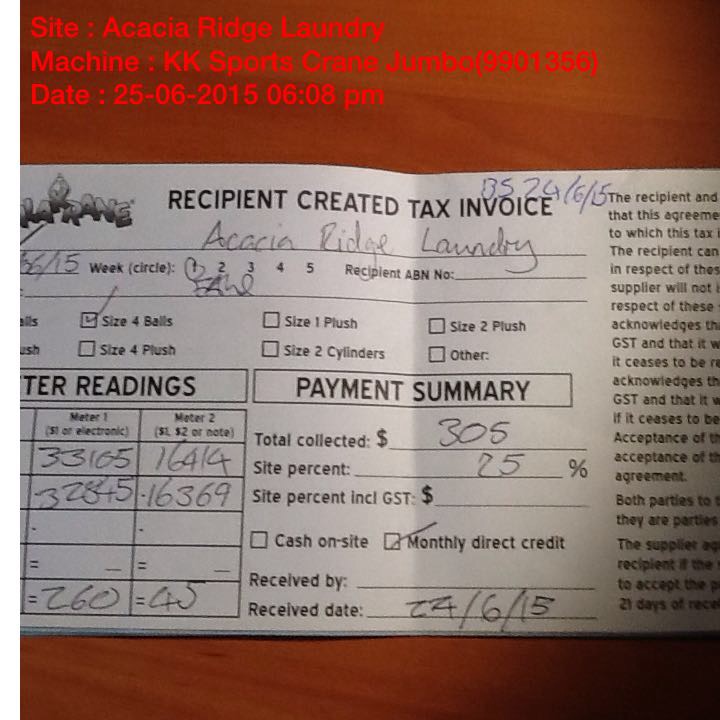 Site : Acacia Ridge Laundry
Machine : KK Sports Crane Jumbo(9901356)
Date : 25-06-2015 06:08 pm
RECIPIENT CREATED TAX INVOICE
BS 24/6/15
Acacia Ridge Laundry
6/15 Week (circle): 1 2 3 4 5 Recipient ABN No:
alls Size 4 Balls Size 1 Plush Size 2 Plush
ush Size 4 Plush Size 2 Cylinders Other:
TER READINGS PAYMENT SUMMARY
Meter 1 Meter 2
($1 or electronic) ($1, $2 or note)
Total collected: $ 305
33105 16414
Site percent: 25 %
32845 -16369
Site percent incl GST: $
- -
Cash on-site Monthly direct credit
= — = —
Received by:
=260 =45
Received date: 24/6/15
The recipient and
that this agreeme
to which this tax i
The recipient can
in respect of thes
supplier will not i
respect of these
acknowledges tha
GST and that it w
it ceases to be re
acknowledges th
GST and that it w
if it ceases to be
Acceptance of th
acceptance of th
agreement.
Both parties to t
they are parties
The supplier ag
recipient if the
to accept the p
21 days of rece